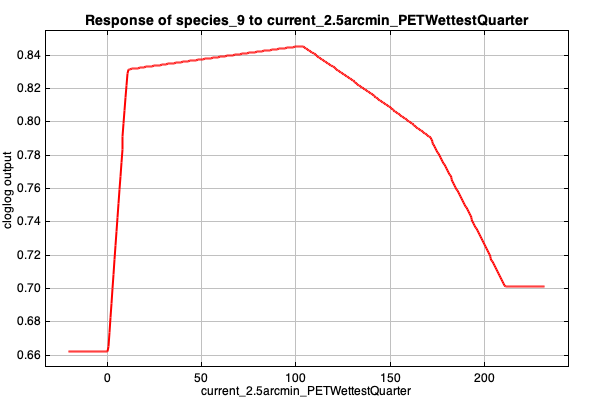 Response of species_9 to current_2.5arcmin_PETWettestQuarter
cloglog output
0.84
0.82
0.80
0.78
0.76
0.74
0.72
0.70
0.68
0.66
0 50 100 150 200
current_2.5arcmin_PETWettestQuarter